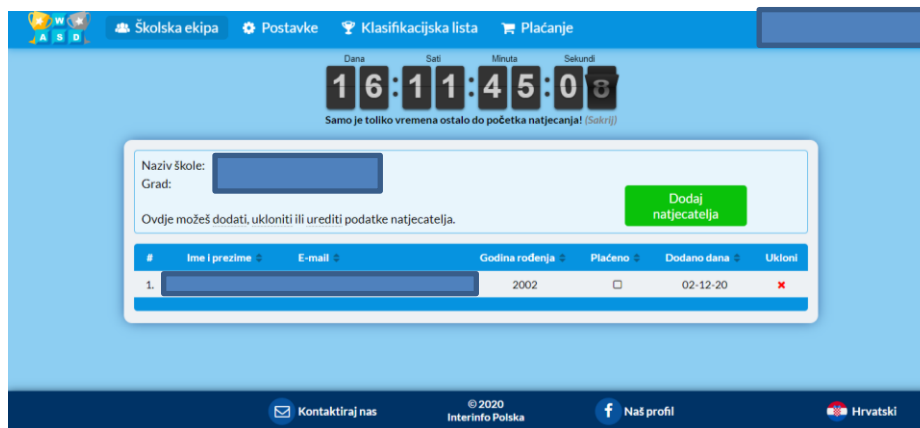 W
A S D
Školska ekipa Postavke Klasifikacijska lista Plaćanje
Dana Sati Minuta Sekundi
16:11:45:08
Samo je toliko vremena ostalo do početka natjecanja! (Sakrij)
Naziv škole:
Grad:
Ovdje možeš dodati, ukloniti ili urediti podatke natjecatelja.
Dodaj
natjecatelja
# Ime i prezime E-mail Godina rođenja Plaćeno Dodano dana Ukloni
1. 2002 02-12-20
Kontaktiraj nas
© 2020
Interinfo Polska
Naš profil
Hrvatski